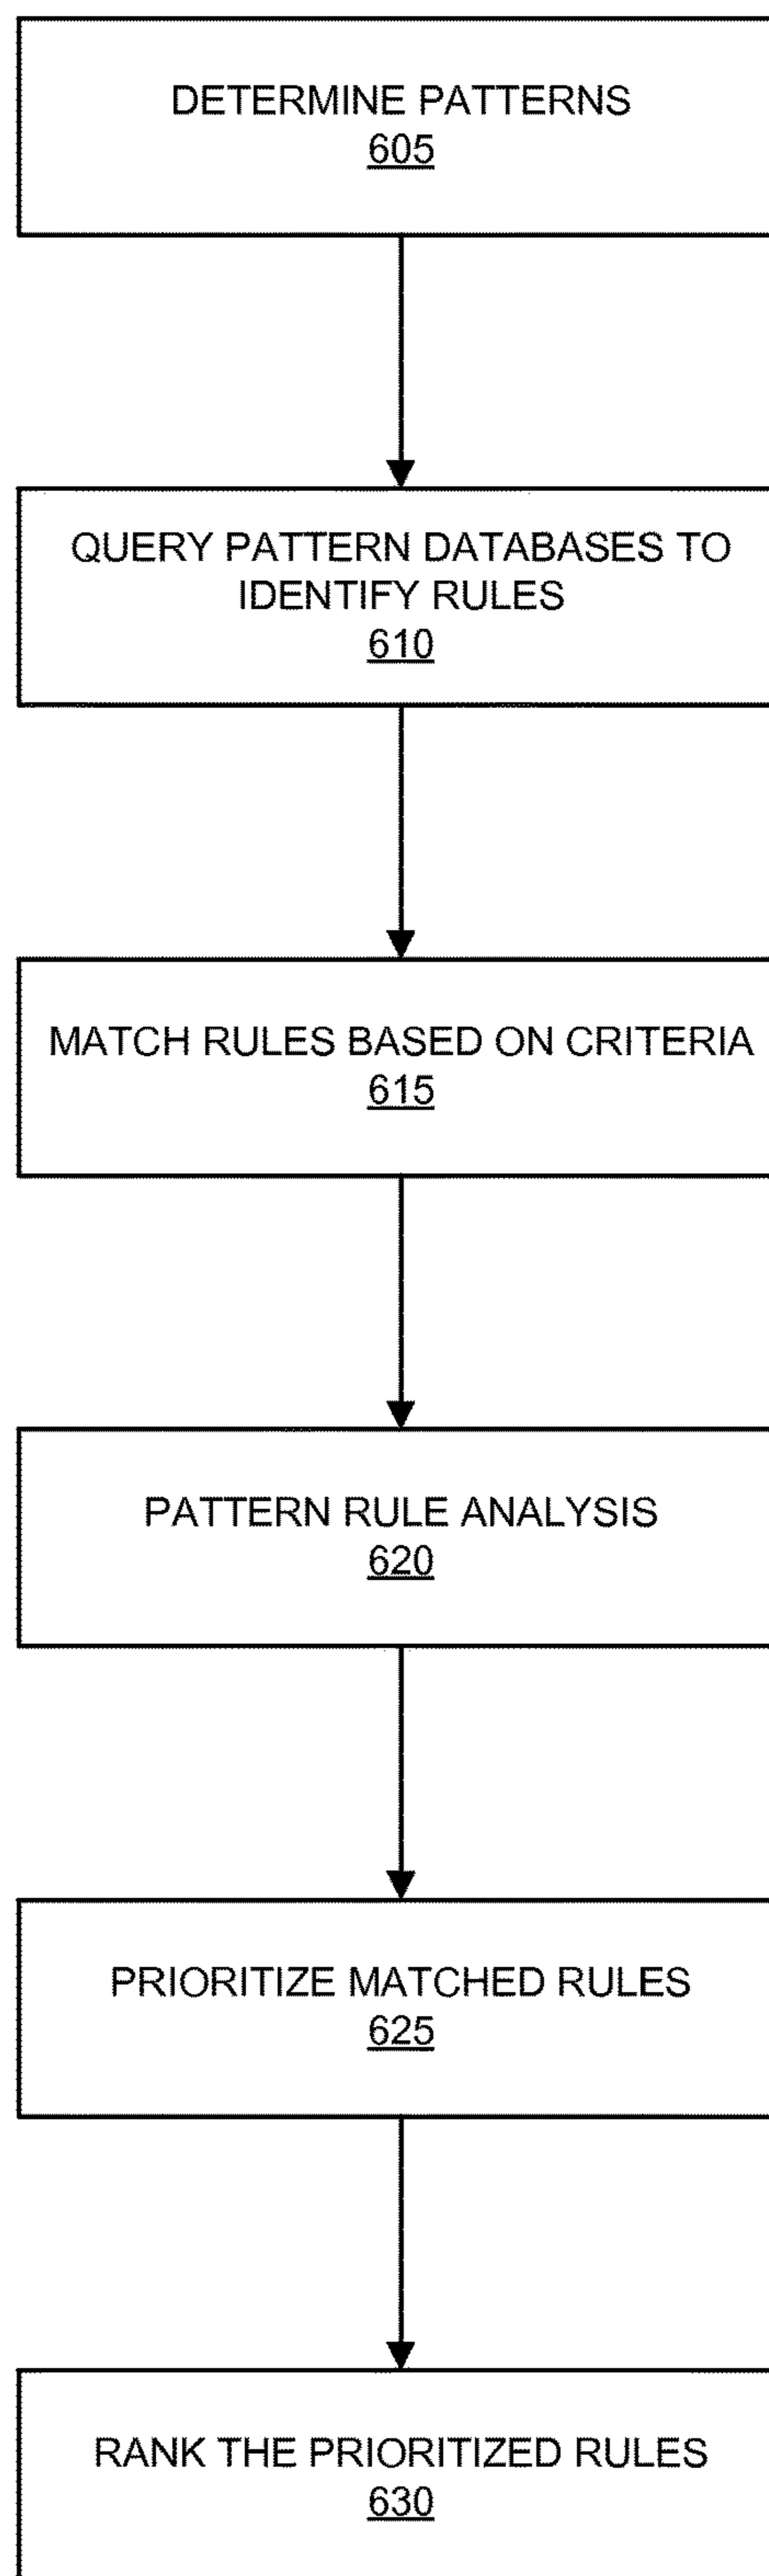 DETERMINE PATTERNS
605
QUERY PATTERN DATABASES TO
IDENTIFY RULES
610
MATCH RULES BASED ON CRITERIA
615
PATTERN RULE ANALYSIS
620
PRIORITIZE MATCHED RULES
625
RANK THE PRIORITIZED RULES
630